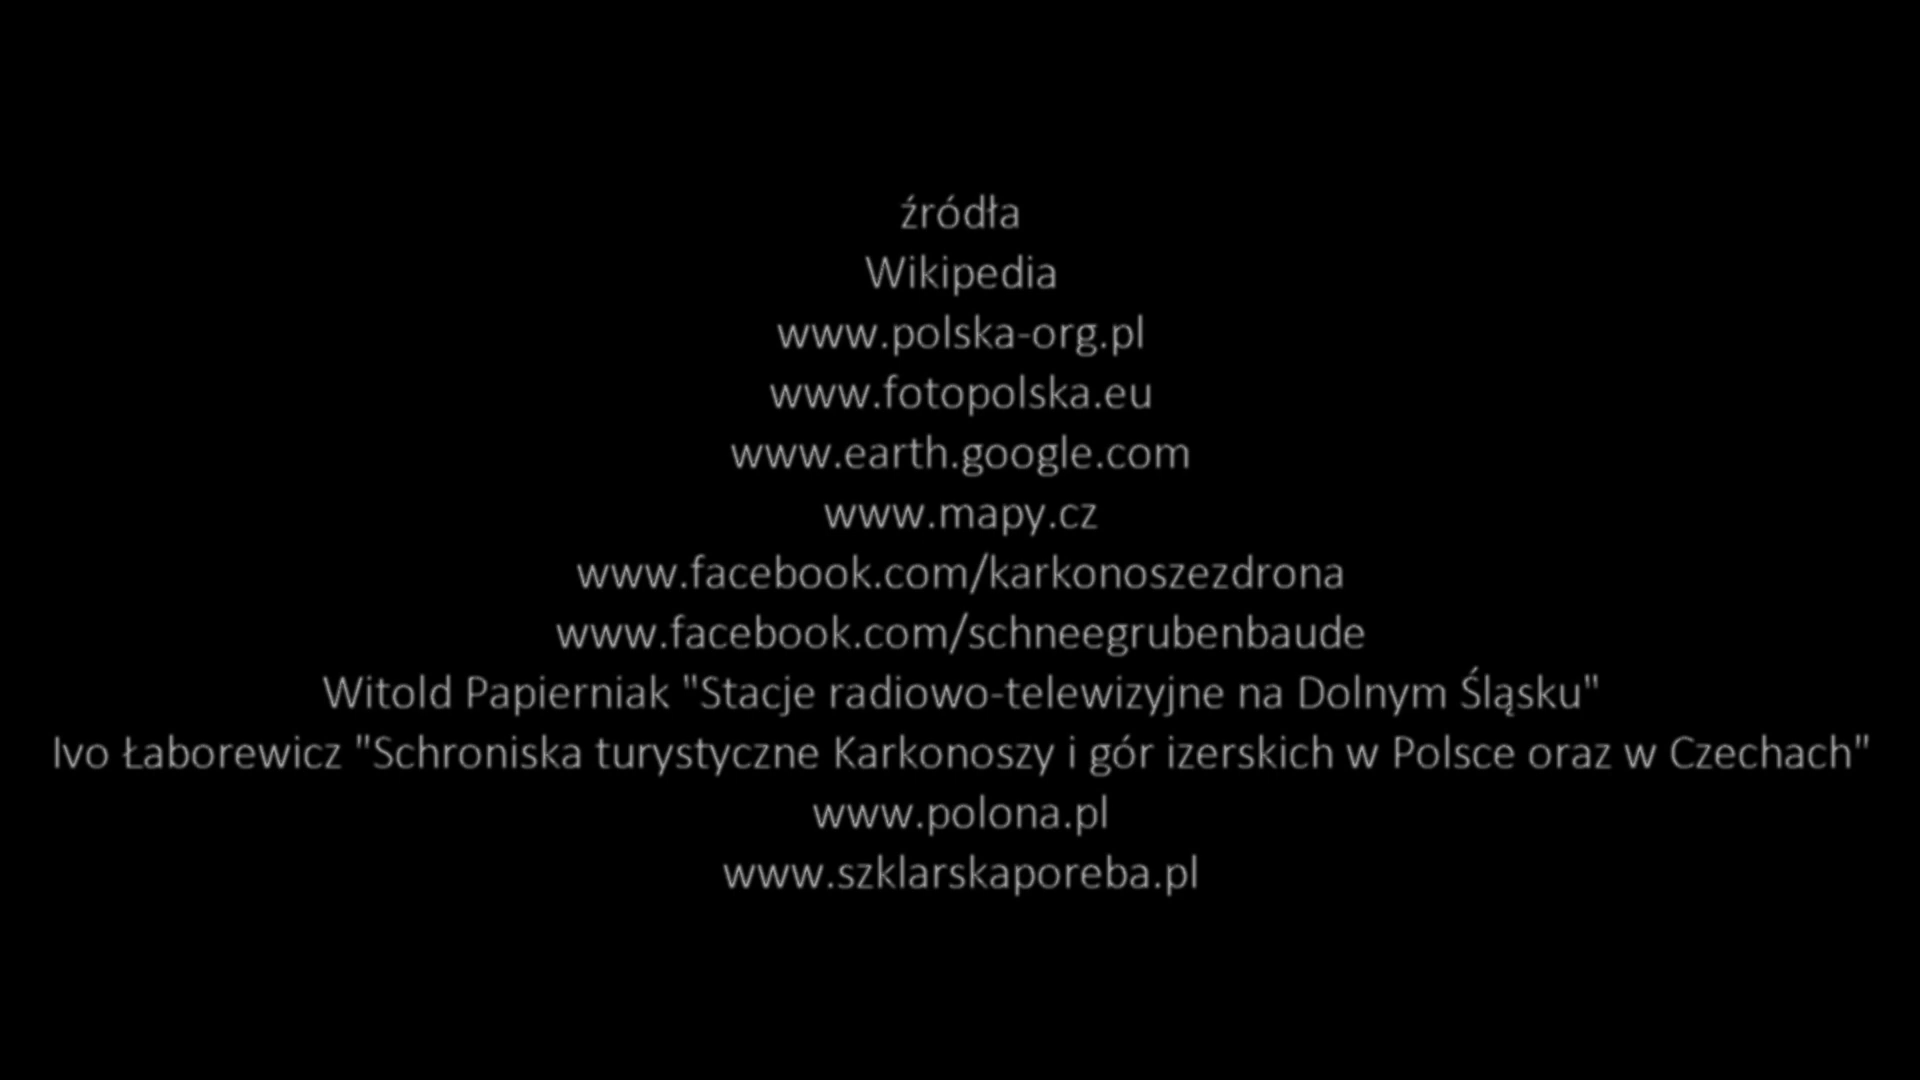 źródła
Wikipedia
www.polska-org.pl
www.fotopolska.eu
www.earth.google.com
www.mapy.cz
www.facebook.com/karkonoszezdrona
www.facebook.com/schneegrubenbaude
Witold Papierniak "Stacje radiowo-telewizyjne na Dolnym Śląsku"
Ivo Łaborewicz "Schroniska turystyczne Karkonoszy i gór izerskich w Polsce oraz w Czechach"
www.polona.pl
www.szklarskaporeba.pl